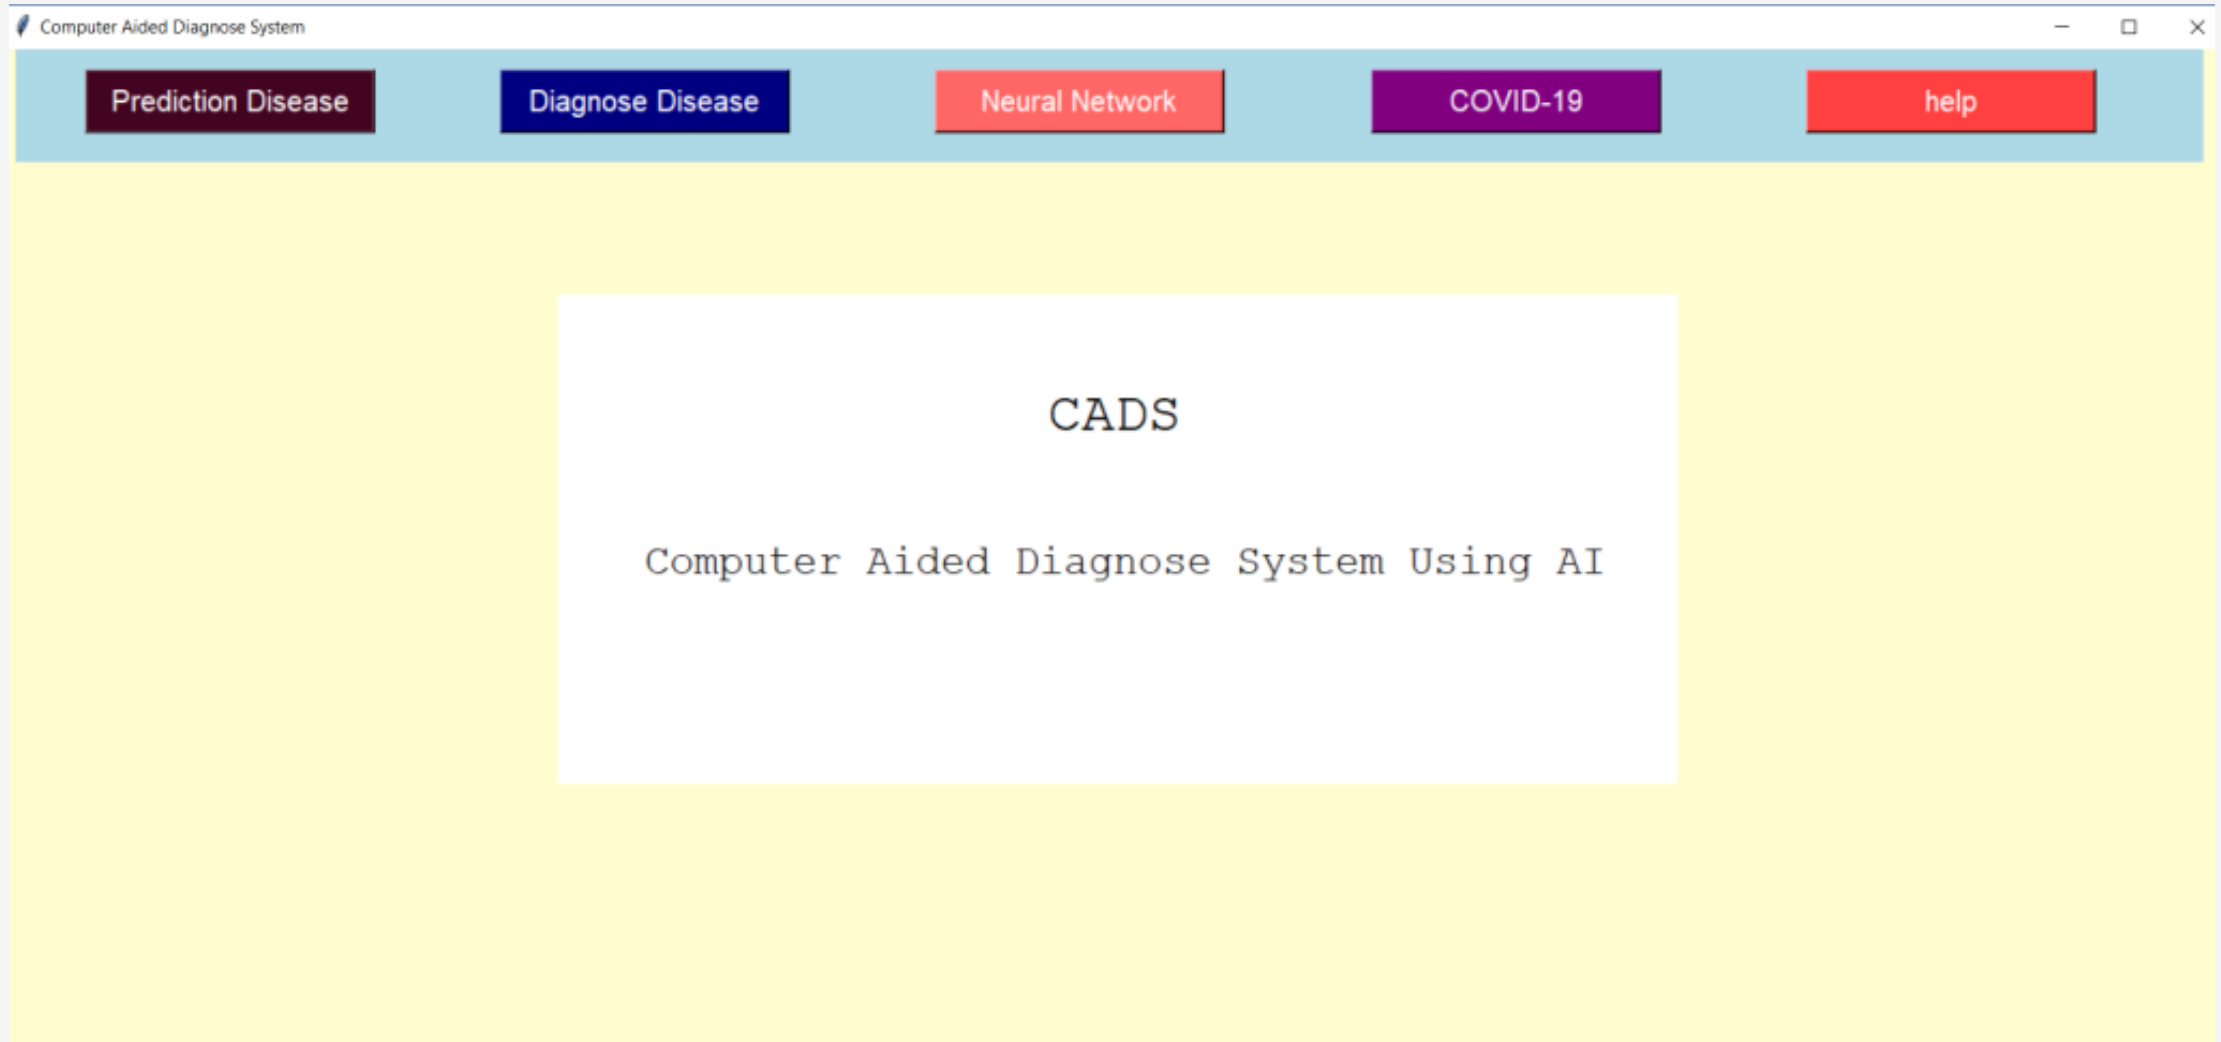 Computer Aided Diagnose System
Prediction Disease
Diagnose Disease
Neural Network
COVID-19
help
CADS
Computer Aided Diagnose System Using AI